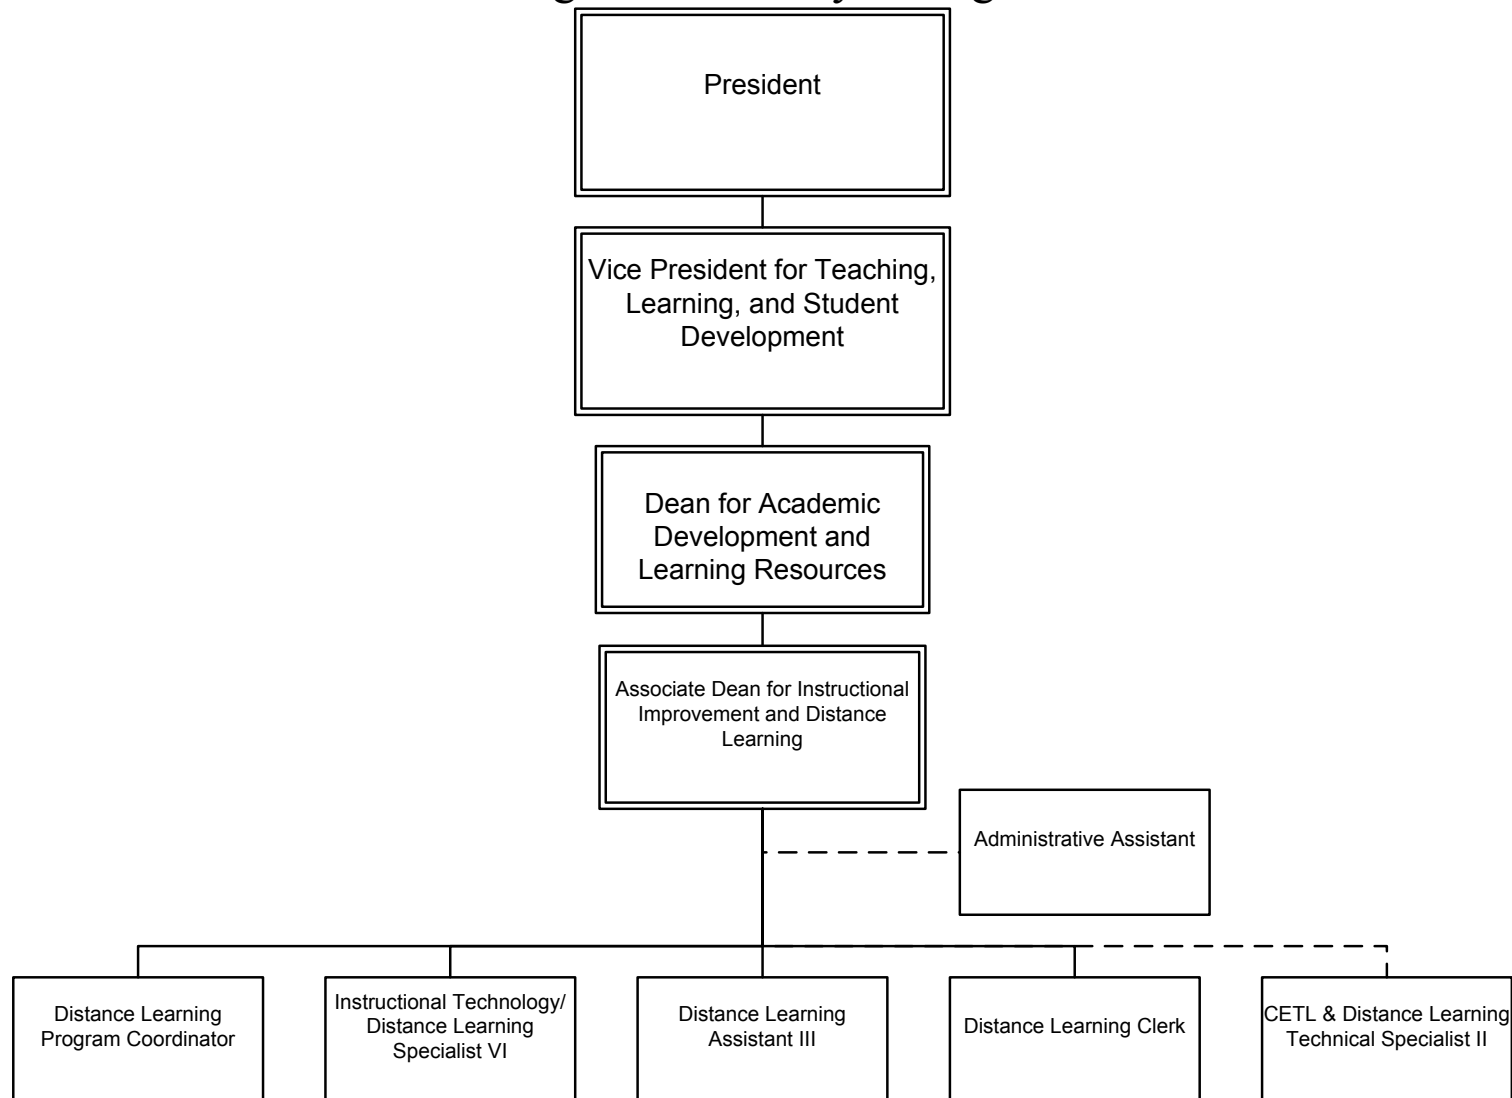 President
Vice President for Teaching,
Learning, and Student
Development
Dean for Academic
Development and
Learning Resources
Associate Dean for Instructional
Improvement and Distance
Learning
Administrative Assistant
Distance Learning
Program Coordinator
Instructional Technology/
Distance Learning
Specialist VI
Distance Learning
Assistant III
Distance Learning Clerk
CETL & Distance Learning
Technical Specialist II